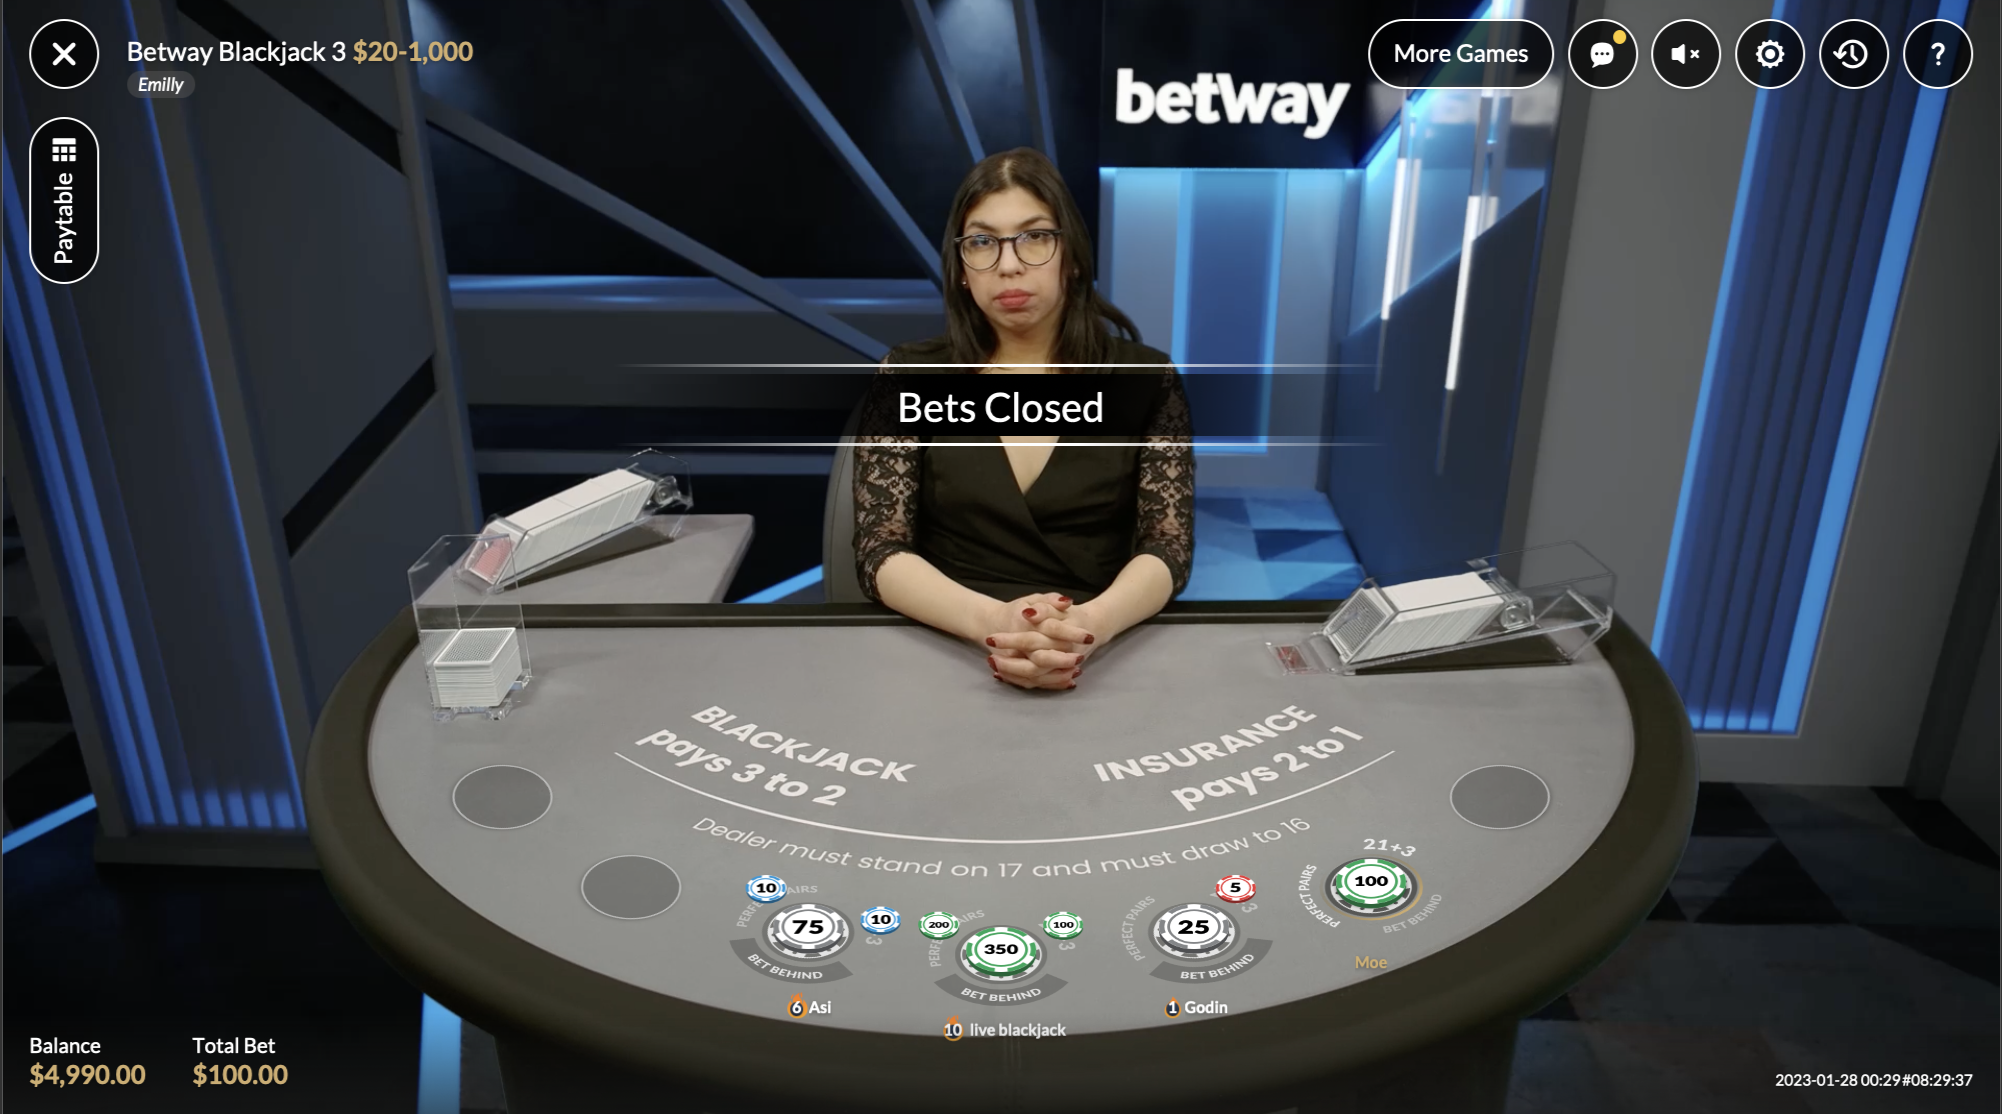 Betway Blackjack 3 $20-1,000
Emilly
More Games
?
Paytable
betway
Bets Closed
BLACKJACK
pays 3 to 2
INSURANCE
pays 2 to 1
Dealer must stand on 17 and must draw to 16
10
75
10
BET BEHIND
6 Asi
200
350
100
BET BEHIND
10 live blackjack
PERFECT PAIRS
5
25
BET BEHIND
1 Godin
21+3
PERFECT PAIRS
100
BET BEHIND
Moe
Balance
$4,990.00
Total Bet
$100.00
2023-01-28 00:29#08:29:37